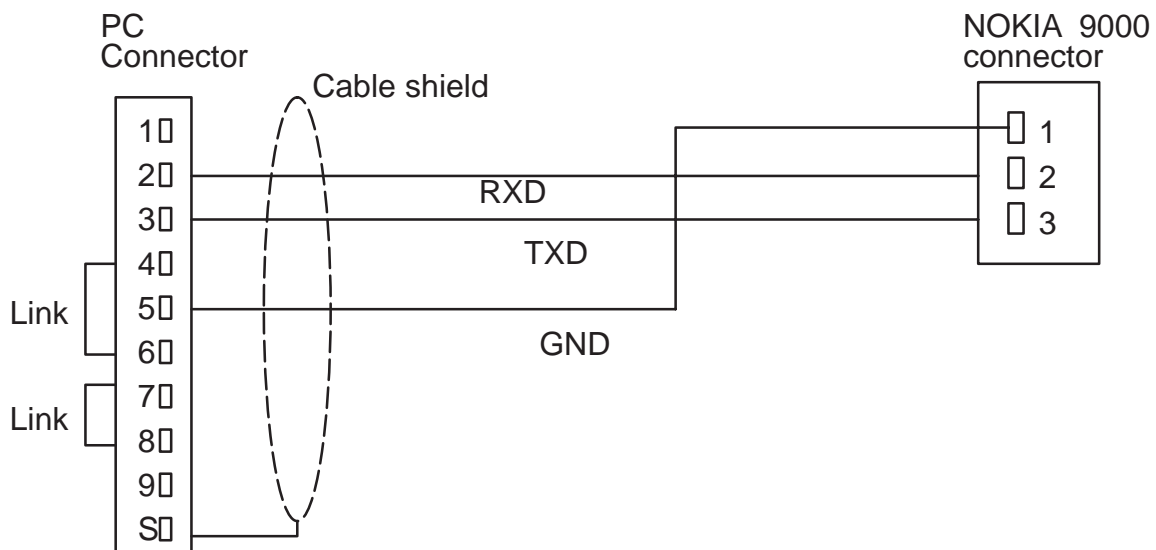 PC
Connector
NOKIA 9000
connector
Cable shield
1
2
3
4
5
6
7
8
9
S
RXD
TXD
GND
Link
Link
1
2
3